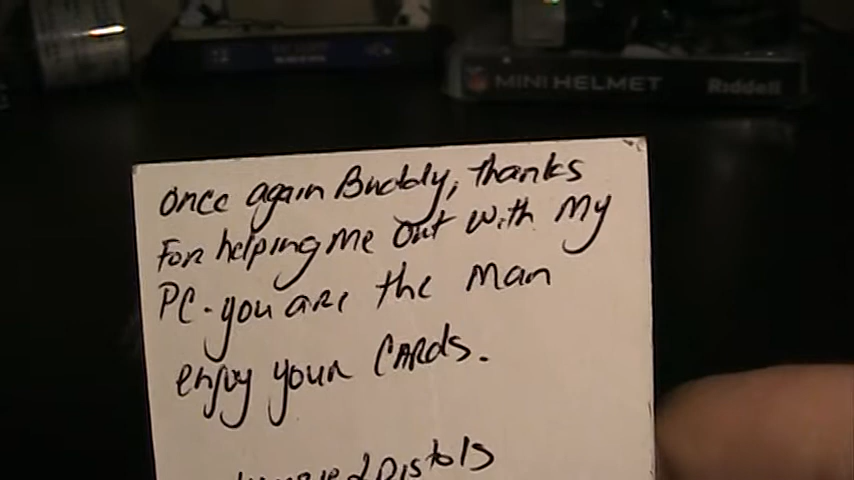 MINI HELMET Riddell
Once again Buddy, thanks
For helping me out with My
PC. you are the Man
enjoy your CARDS.
Pistols